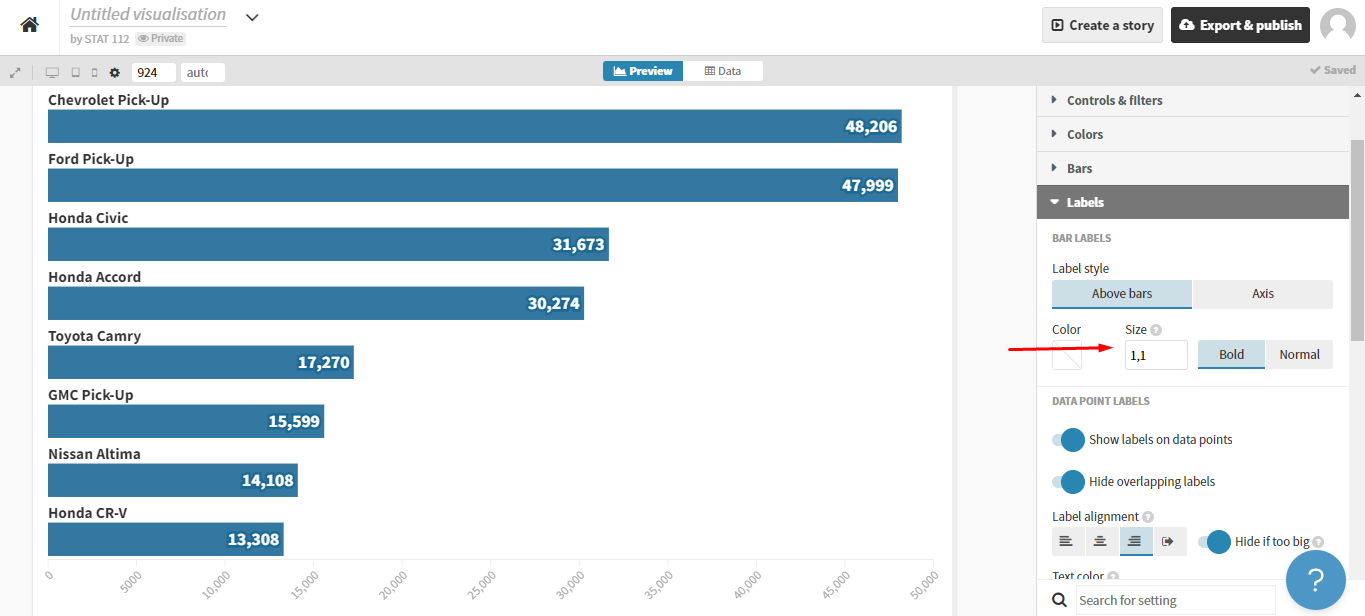 Untitled visualisation
by STAT 112 Private
Create a story
Export & publish
924
auto
Preview
Data
Saved
Chevrolet Pick-Up
48,206
Ford Pick-Up
47,999
Honda Civic
31,673
Honda Accord
30,274
Toyota Camry
17,270
GMC Pick-Up
15,599
Nissan Altima
14,108
Honda CR-V
13,308
0
5000
10,000
15,000
20,000
25,000
30,000
35,000
40,000
45,000
50,000
Controls & filters
Colors
Bars
Labels
BAR LABELS
Label style
Above bars Axis
Color Size ?
1,1 Bold Normal
DATA POINT LABELS
Show labels on data points
Hide overlapping labels
Label alignment ?
Hide if too big ?
Text color ?
Search for setting
?